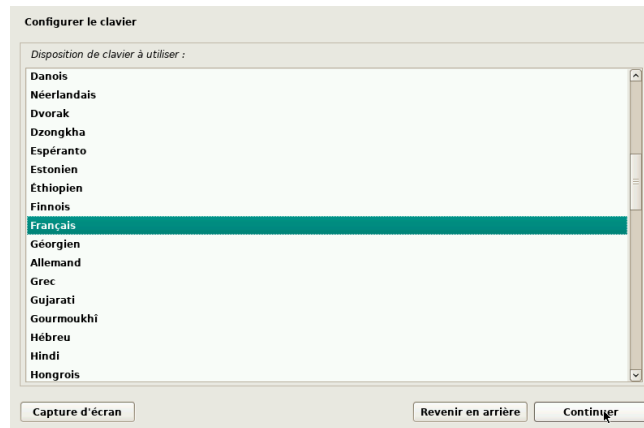 Configurer le clavier
Disposition de clavier à utiliser :
Danois
Néerlandais
Dvorak
Dzongkha
Espéranto
Estonien
Éthiopien
Finnois
Français
Géorgien
Allemand
Grec
Gujarati
Gourmoukhî
Hébreu
Hindi
Hongrois
Capture d'écran
Revenir en arrière
Continuer